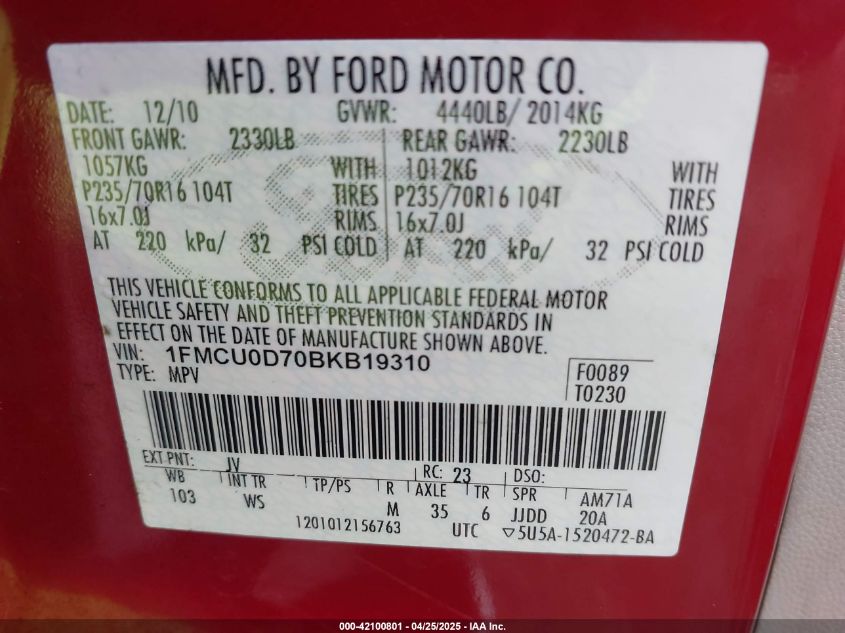 MFD. BY FORD MOTOR CO.
DATE: 12/10 GVWR: 4440LB/ 2014KG
FRONT GAWR: 2330LB REAR GAWR: 2230LB
1057KG WITH 1012KG WITH
P235/70R16 104T TIRES P235/70R16 104T TIRES
16x7.0J RIMS 16x7.0J RIMS
AT 220 kPa/ 32 PSI COLD AT 220 kPa/ 32 PSI COLD
THIS VEHICLE CONFORMS TO ALL APPLICABLE FEDERAL MOTOR
VEHICLE SAFETY AND THEFT PREVENTION STANDARDS IN
EFFECT ON THE DATE OF MANUFACTURE SHOWN ABOVE.
VIN: 1FMCU0D70BKB19310 F0089
TYPE: MPV T0230
EXT PNT: JV RC: 23 DSO:
WB INT TR TP/PS R AXLE TR SPR AM71A
103 WS M 35 6 JJDD 20A
1201012156763 UTC ▽5U5A-1520472-BA
000-42100801 - 04/25/2025 - IAA Inc.